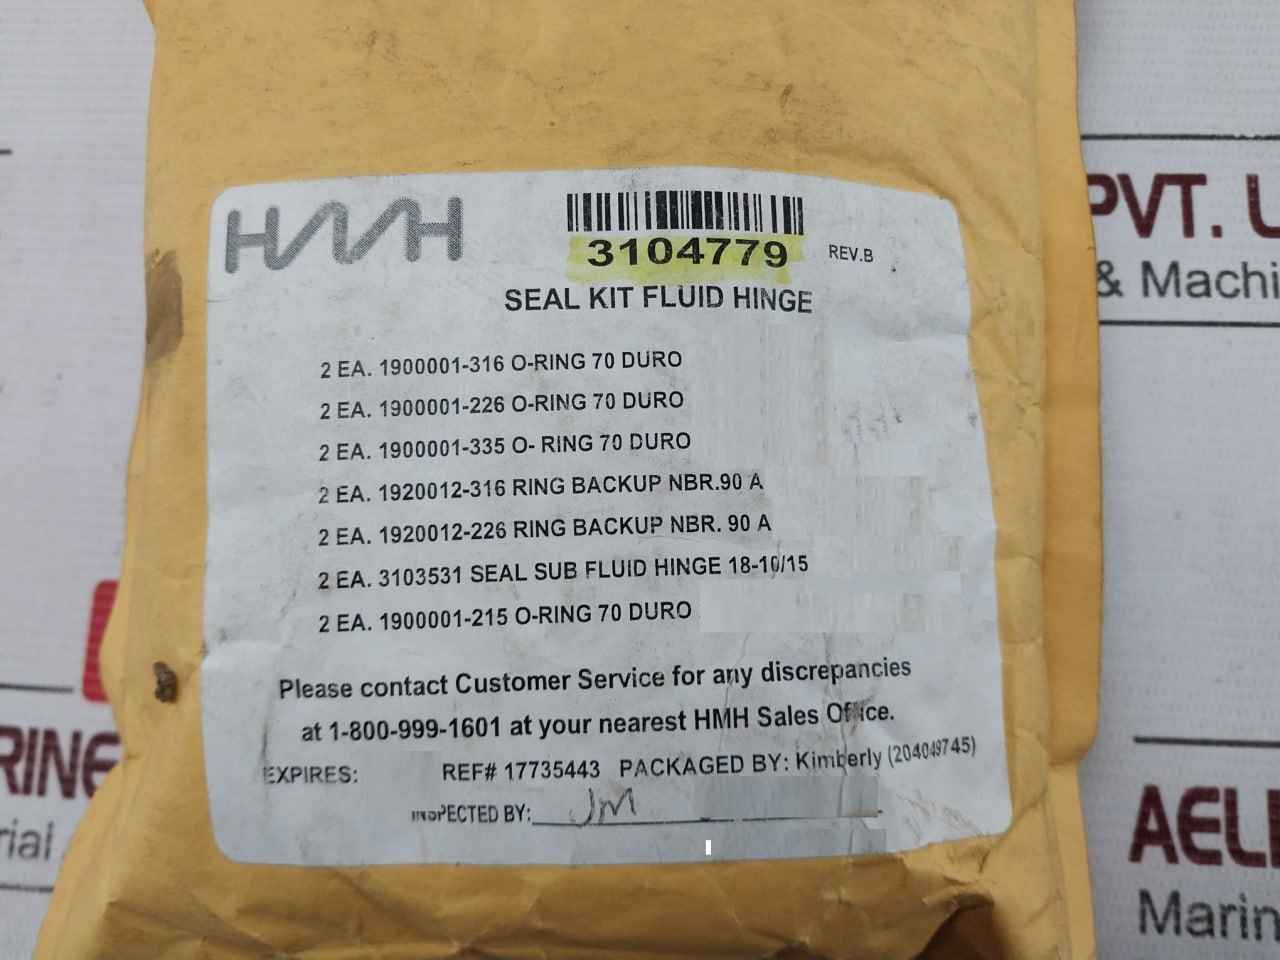 HMH
3104779 REV.B
SEAL KIT FLUID HINGE
2 EA. 1900001-316 O-RING 70 DURO
2 EA. 1900001-226 O-RING 70 DURO
2 EA. 1900001-335 O- RING 70 DURO
2 EA. 1920012-316 RING BACKUP NBR.90 A
2 EA. 1920012-226 RING BACKUP NBR. 90 A
2 EA. 3103531 SEAL SUB FLUID HINGE 18-10/15
2 EA. 1900001-215 O-RING 70 DURO
Please contact Customer Service for any discrepancies
at 1-800-999-1601 at your nearest HMH Sales Office.
EXPIRES: REF# 17735443 PACKAGED BY: Kimberly (204049745)
INSPECTED BY: JM
PVT.
& Machi
RINE
rial
AEL
Marin